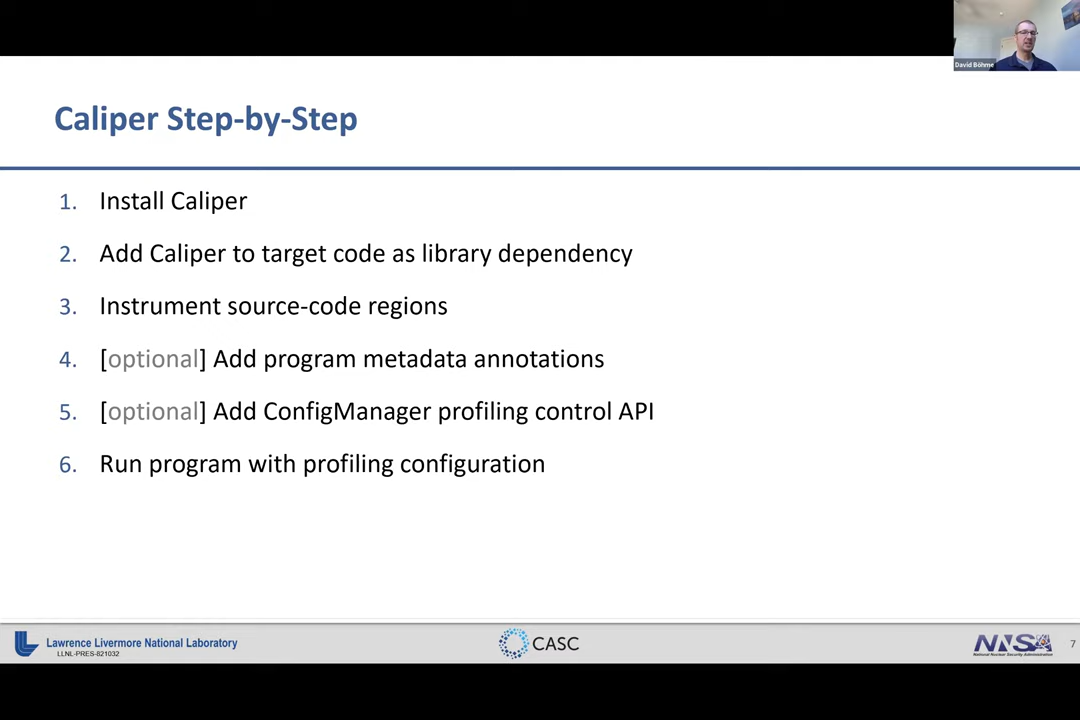 David Böhme
Caliper Step-by-Step
1. Install Caliper
2. Add Caliper to target code as library dependency
3. Instrument source-code regions
4. [optional] Add program metadata annotations
5. [optional] Add ConfigManager profiling control API
6. Run program with profiling configuration
Lawrence Livermore National Laboratory
LLNL-PRES-821032
CASC
NNSA
National Nuclear Security Administration
7